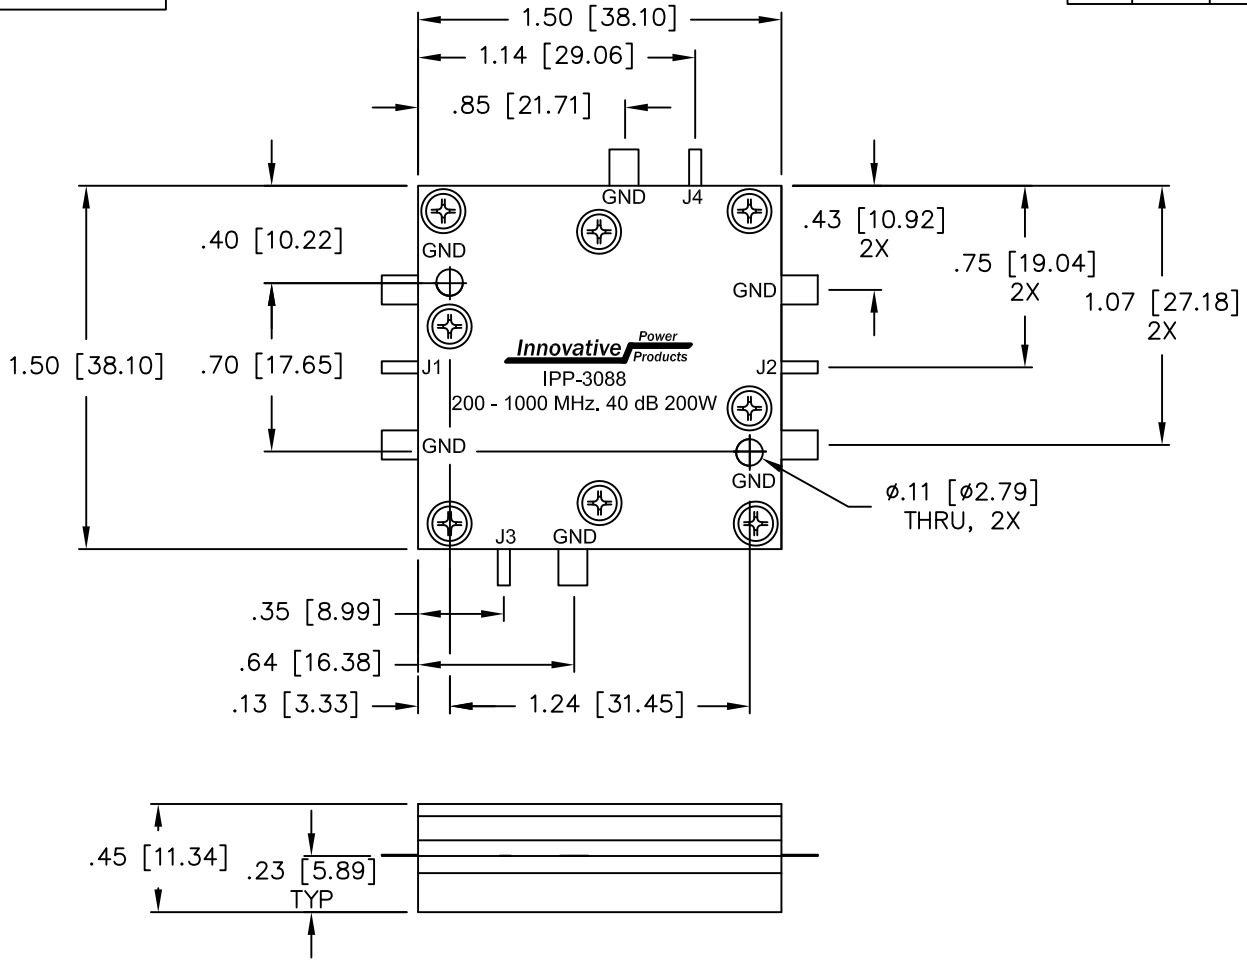 1.50 [38.10]
1.14 [29.06]
.85 [21.71]
GND
J4
.40 [10.22]
GND
.43 [10.92]
2X
.75 [19.04]
2X
1.07 [27.18]
2X
GND
1.50 [38.10]
.70 [17.65]
J1
Innovative Power Products
J2
IPP-3088
200 - 1000 MHz. 40 dB 200W
GND
GND
ø.11 [ø2.79]
THRU, 2X
J3
GND
.35 [8.99]
.64 [16.38]
.13 [3.33]
1.24 [31.45]
.45 [11.34]
.23 [5.89]
TYP